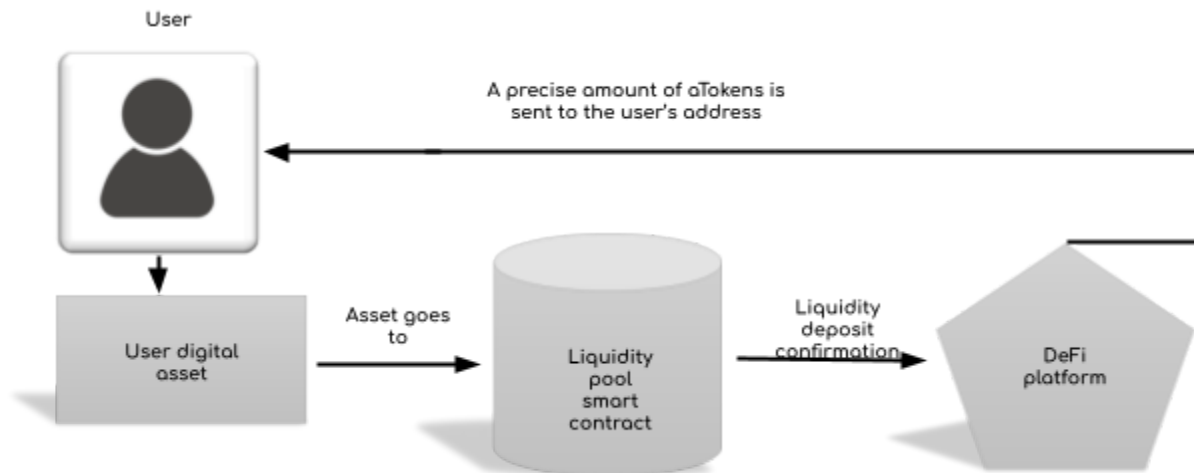 User
A precise amount of aTokens is
sent to the user's address
User digital
asset
Asset goes
to
Liquidity
pool
smart
contract
Liquidity
deposit
confirmation
DeFi
platform